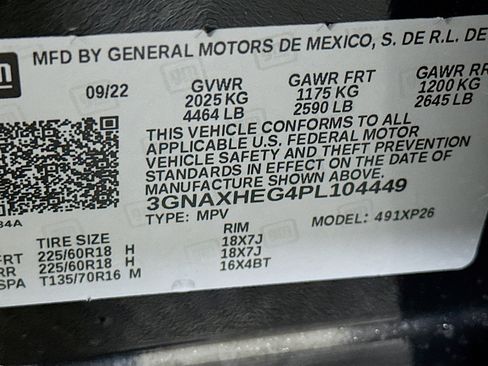 gm
MFD BY GENERAL MOTORS DE MEXICO, S. DE R.L. DE
09/22 GVWR GAWR FRT GAWR RR
2025 KG 1175 KG 1200 KG
4464 LB 2590 LB 2645 LB
THIS VEHICLE CONFORMS TO ALL
APPLICABLE U.S. FEDERAL MOTOR
VEHICLE SAFETY AND THEFT PREVENTION
STANDARDS IN EFFECT ON THE DATE OF
MANUFACTURE SHOWN ABOVE.
3GNAXHEG4PL104449
34A TYPE: MPV MODEL: 491XP26
TIRE SIZE RIM
FRT 225/60R18 H 18X7J
RR 225/60R18 H 18X7J
SPA T135/70R16 M 16X4BT